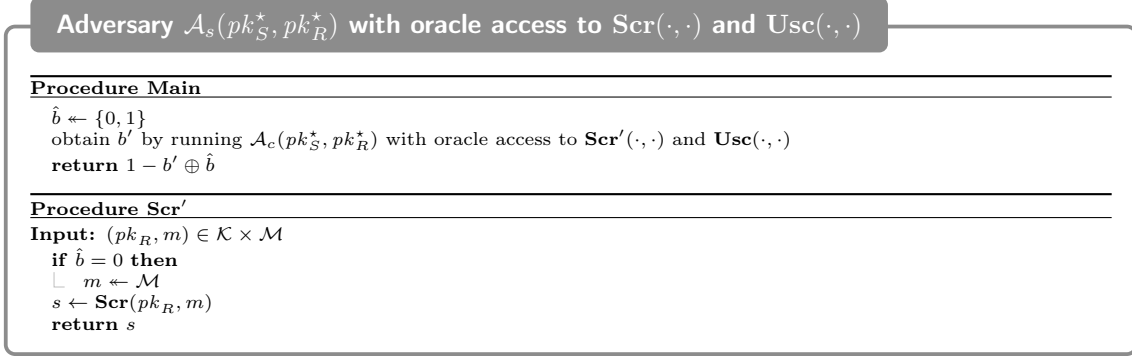 Adversary 𝒜ₛ(pk*_S, pk*_R) with oracle access to Scr(·,·) and Usc(·,·)
Procedure Main
b̂ ↞ {0, 1}
obtain b′ by running 𝒜_c(pk*_S, pk*_R) with oracle access to Scr′(·,·) and Usc(·,·)
return 1 − b′ ⊕ b̂
Procedure Scr′
Input: (pk_R, m) ∈ 𝒦 × ℳ
if b̂ = 0 then
m ↞ ℳ
s ← Scr(pk_R, m)
return s